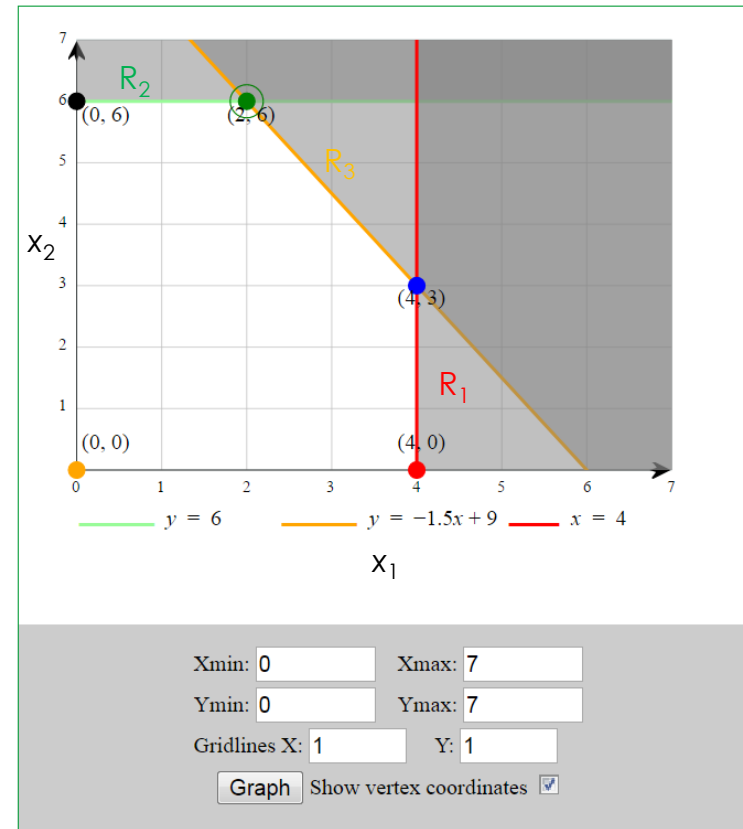 7
R₂
6
(0, 6)
(2, 6)
5
R₃
4
x₂
3
(4, 3)
2
R₁
1
(0, 0)
(4, 0)
0 1 2 3 4 5 6 7
y = 6 y = −1.5x + 9 x = 4
x₁
Xmin: 0 Xmax: 7
Ymin: 0 Ymax: 7
Gridlines X: 1 Y: 1
Graph Show vertex coordinates